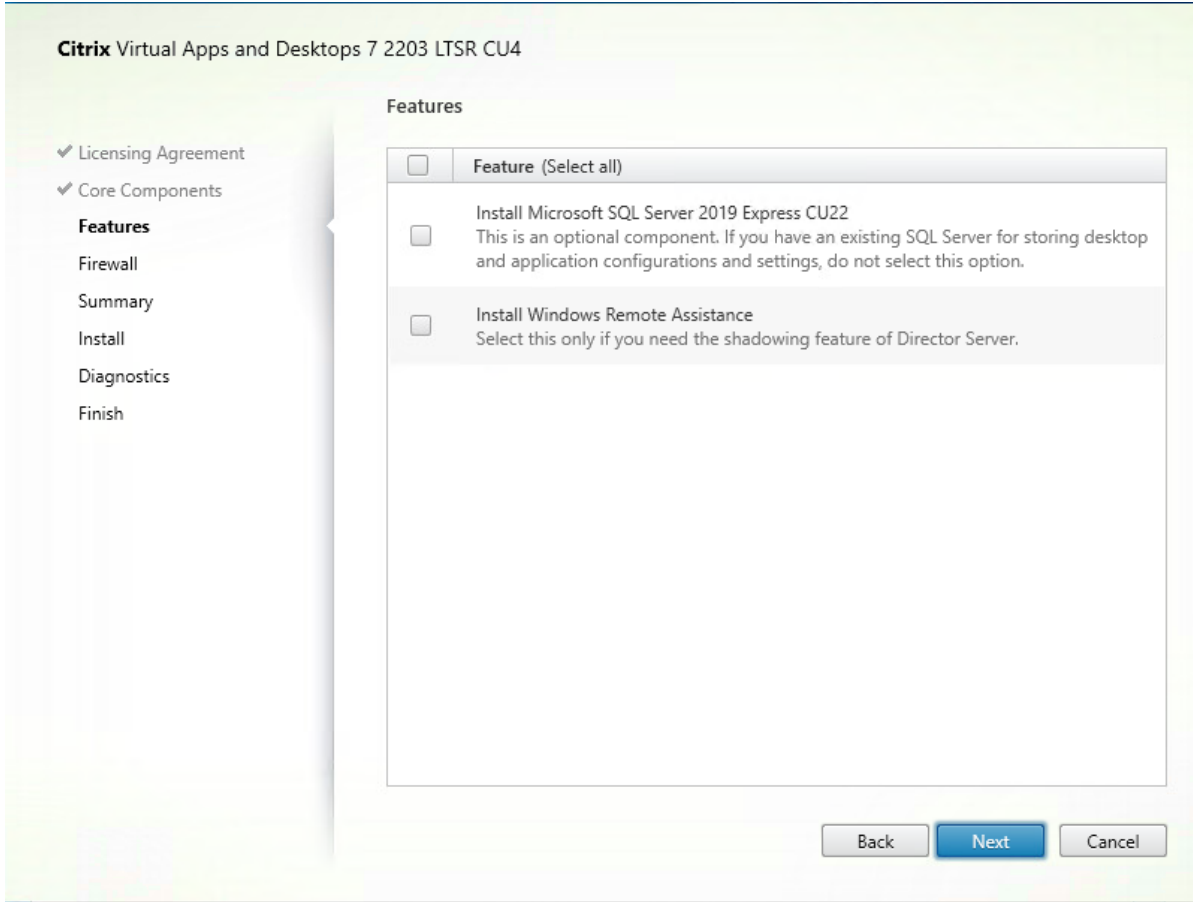 Citrix Virtual Apps and Desktops 7 2203 LTSR CU4
Features
Licensing Agreement
Core Components
Features
Firewall
Summary
Install
Diagnostics
Finish
Feature (Select all)
Install Microsoft SQL Server 2019 Express CU22
This is an optional component. If you have an existing SQL Server for storing desktop
and application configurations and settings, do not select this option.
Install Windows Remote Assistance
Select this only if you need the shadowing feature of Director Server.
Back
Next
Cancel